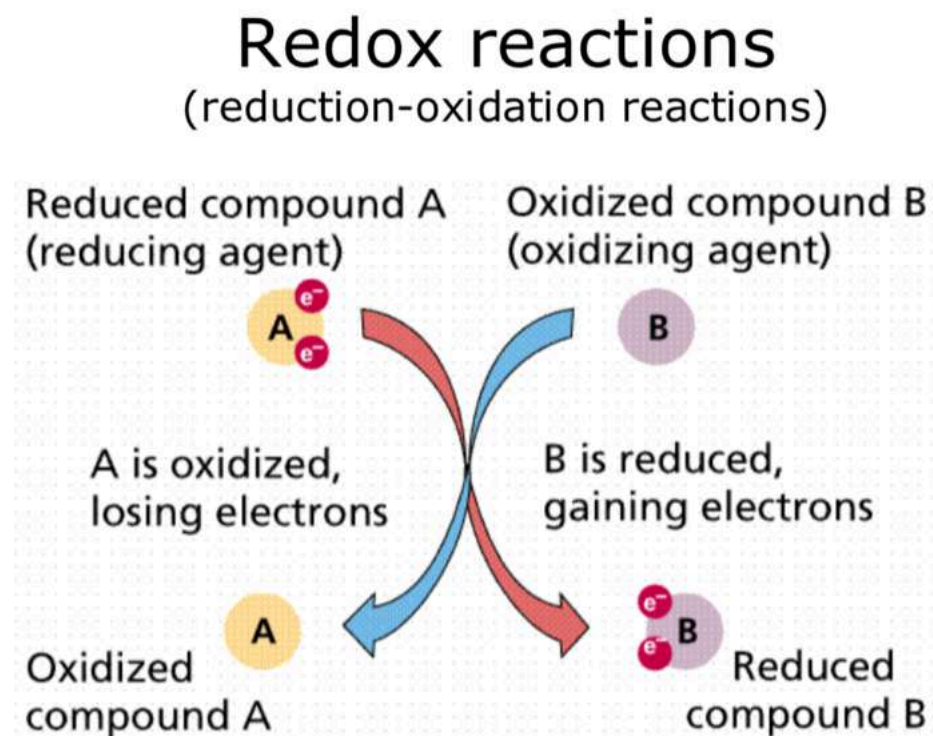 Redox reactions
(reduction-oxidation reactions)
Reduced compound A
(reducing agent)
Oxidized compound B
(oxidizing agent)
A
e⁻
e⁻
B
A is oxidized,
losing electrons
B is reduced,
gaining electrons
A
e⁻
e⁻
B
Oxidized
compound A
Reduced
compound B